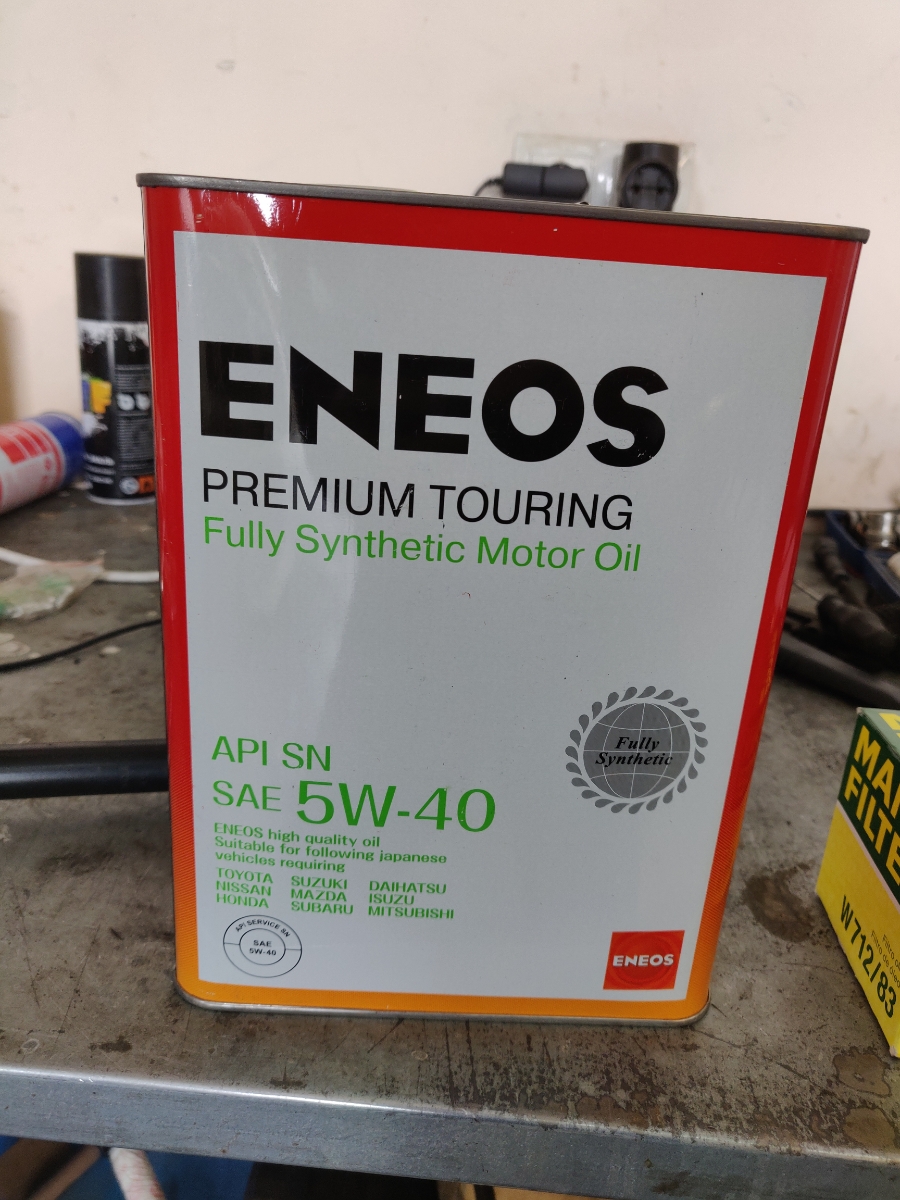 ENEOS
PREMIUM TOURING
Fully Synthetic Motor Oil
Fully
Synthetic
API SN
SAE 5W-40
ENEOS high quality oil
Suitable for following japanese
vehicles requiring
TOYOTA SUZUKI DAIHATSU
NISSAN MAZDA ISUZU
HONDA SUBARU MITSUBISHI
API SERVICE SN
SAE
5W-40
ENEOS
W 712/83